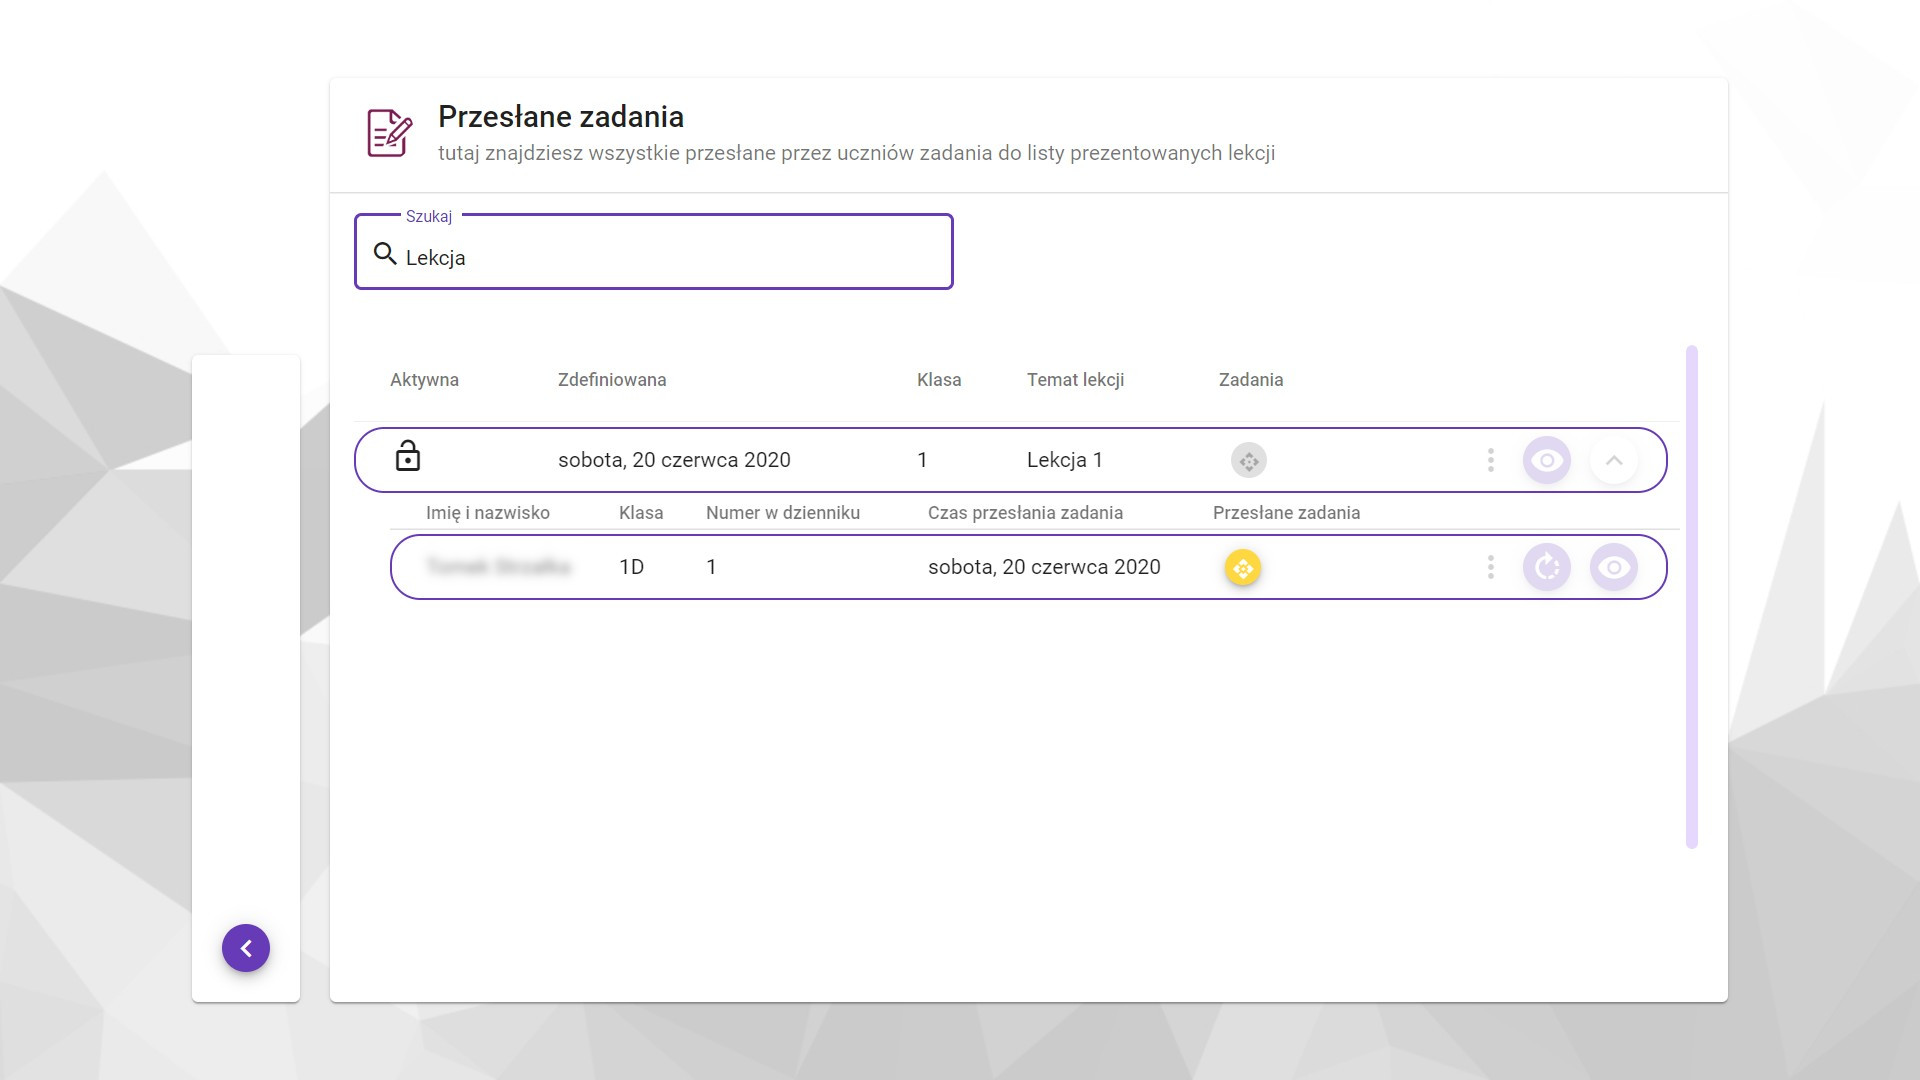 Przesłane zadania
tutaj znajdziesz wszystkie przesłane przez uczniów zadania do listy prezentowanych lekcji
Szukaj
Lekcja
Aktywna Zdefiniowana Klasa Temat lekcji Zadania
sobota, 20 czerwca 2020 1 Lekcja 1
Imię i nazwisko Klasa Numer w dzienniku Czas przesłania zadania Przesłane zadania
1D 1 sobota, 20 czerwca 2020